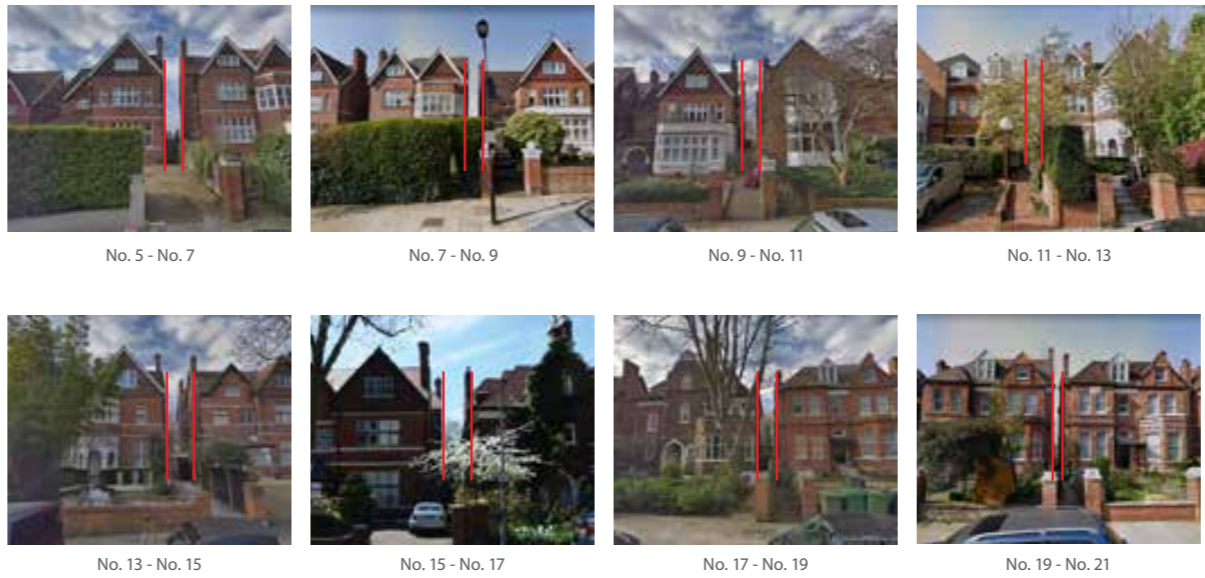 No. 5 - No. 7
No. 7 - No. 9
No. 9 - No. 11
No. 11 - No. 13
No. 13 - No. 15
No. 15 - No. 17
No. 17 - No. 19
No. 19 - No. 21